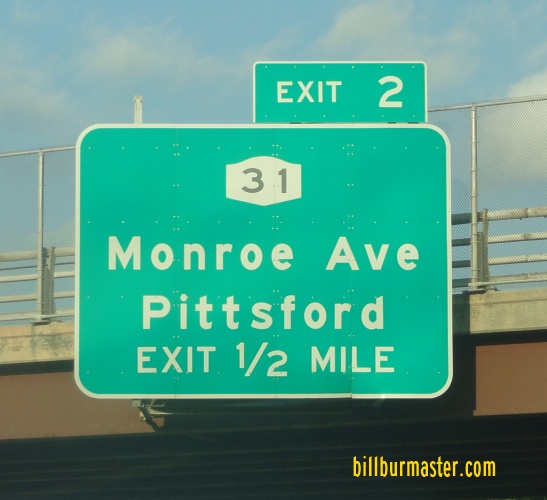 EXIT 2
31
Monroe Ave
Pittsford
EXIT 1/2 MILE
billburmaster.com